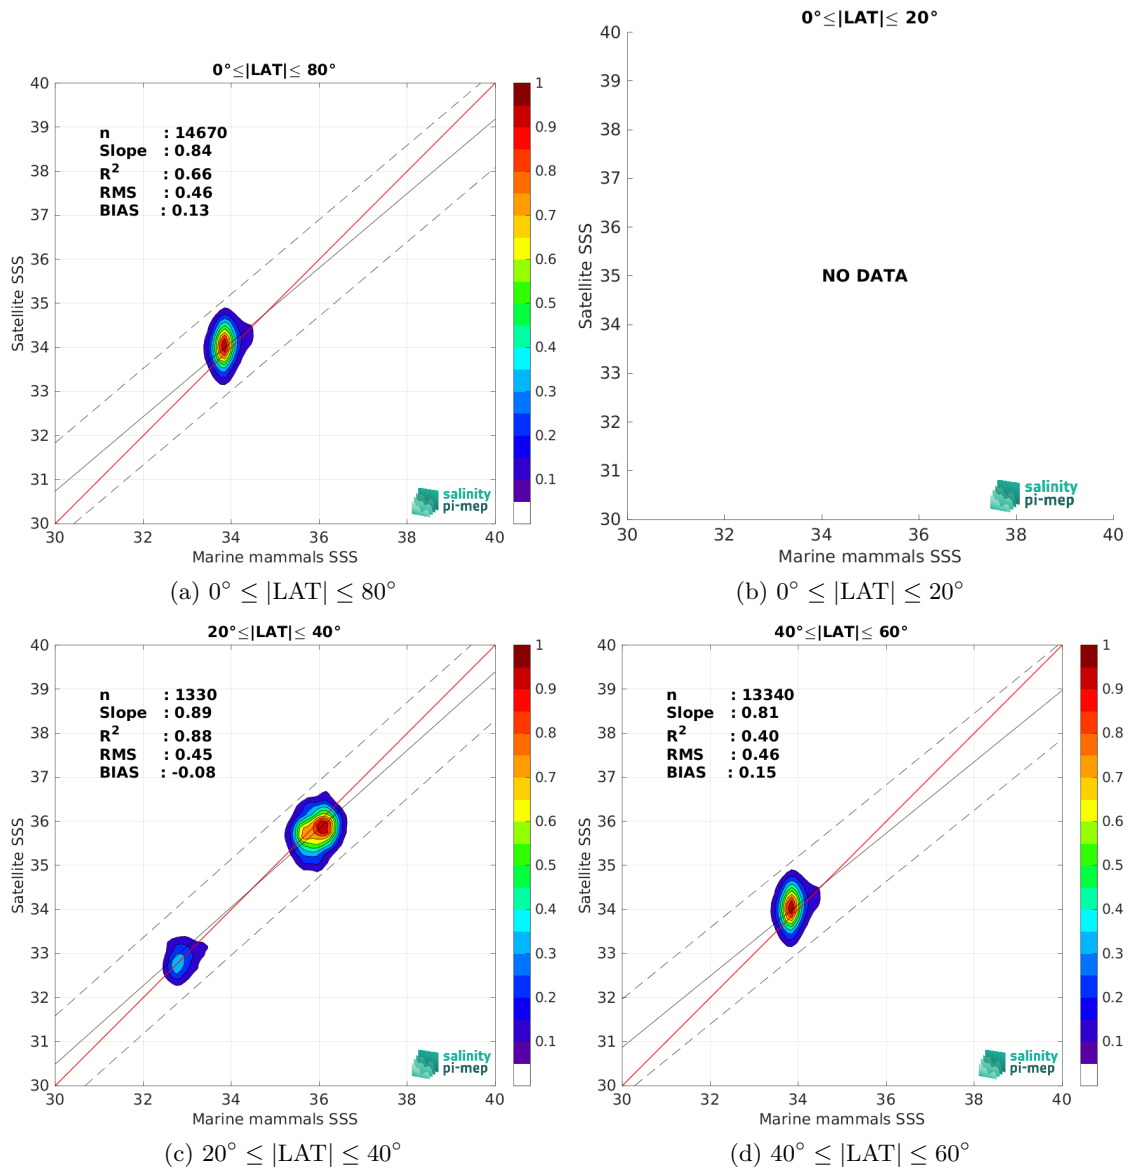 0°≤|LAT|≤ 80°
40
39
38
37
36
35
34
33
32
31
30
Satellite SSS
n : 14670
Slope : 0.84
R² : 0.66
RMS : 0.46
BIAS : 0.13
salinity
pi-mep
30 32 34 36 38 40
Marine mammals SSS
1
0.9
0.8
0.7
0.6
0.5
0.4
0.3
0.2
0.1
(a) 0° ≤ |LAT| ≤ 80°
0°≤|LAT|≤ 20°
40
39
38
37
36
35
34
33
32
31
30
Satellite SSS
NO DATA
salinity
pi-mep
30 32 34 36 38 40
Marine mammals SSS
(b) 0° ≤ |LAT| ≤ 20°
20°≤|LAT|≤ 40°
40
39
38
37
36
35
34
33
32
31
30
Satellite SSS
n : 1330
Slope : 0.89
R² : 0.88
RMS : 0.45
BIAS : -0.08
salinity
pi-mep
30 32 34 36 38 40
Marine mammals SSS
1
0.9
0.8
0.7
0.6
0.5
0.4
0.3
0.2
0.1
(c) 20° ≤ |LAT| ≤ 40°
40°≤|LAT|≤ 60°
40
39
38
37
36
35
34
33
32
31
30
Satellite SSS
n : 13340
Slope : 0.81
R² : 0.40
RMS : 0.46
BIAS : 0.15
salinity
pi-mep
30 32 34 36 38 40
Marine mammals SSS
1
0.9
0.8
0.7
0.6
0.5
0.4
0.3
0.2
0.1
(d) 40° ≤ |LAT| ≤ 60°